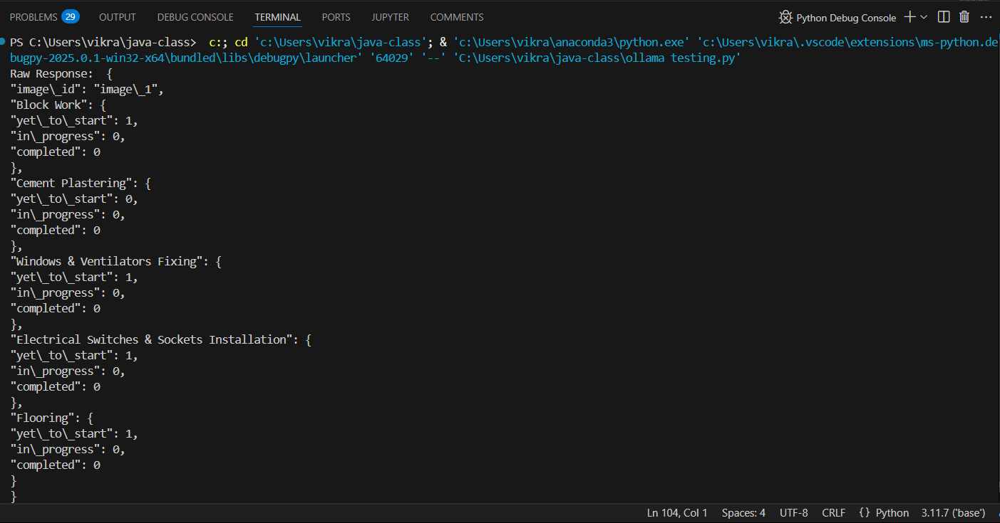 PROBLEMS 29 OUTPUT DEBUG CONSOLE TERMINAL PORTS JUPYTER COMMENTS Python Debug Console
PS C:\Users\vikra\java-class>  c:; cd 'c:\Users\vikra\java-class'; & 'c:\Users\vikra\anaconda3\python.exe' 'c:\Users\vikra\.vscode\extensions\ms-python.de
bugpy-2025.0.1-win32-x64\bundled\libs\debugpy\launcher' '64029' '--' 'C:\Users\vikra\java-class\ollama testing.py'
Raw Response:  {
"image\_id": "image\_1",
"Block Work": {
"yet\_to\_start": 1,
"in\_progress": 0,
"completed": 0
},
"Cement Plastering": {
"yet\_to\_start": 0,
"in\_progress": 0,
"completed": 0
},
"Windows & Ventilators Fixing": {
"yet\_to\_start": 1,
"in\_progress": 0,
"completed": 0
},
"Electrical Switches & Sockets Installation": {
"yet\_to\_start": 1,
"in\_progress": 0,
"completed": 0
},
"Flooring": {
"yet\_to\_start": 1,
"in\_progress": 0,
"completed": 0
}
}
Ln 104, Col 1 Spaces: 4 UTF-8 CRLF {} Python 3.11.7 ('base')